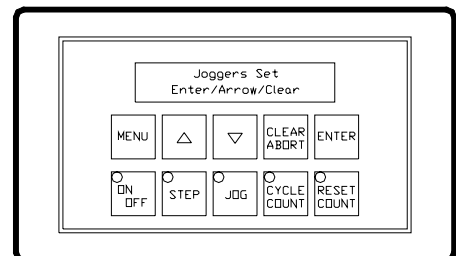 Joggers Set
Enter/Arrow/Clear
MENU
CLEAR
ABORT
ENTER
ON
OFF
STEP
JOG
CYCLE
COUNT
RESET
COUNT